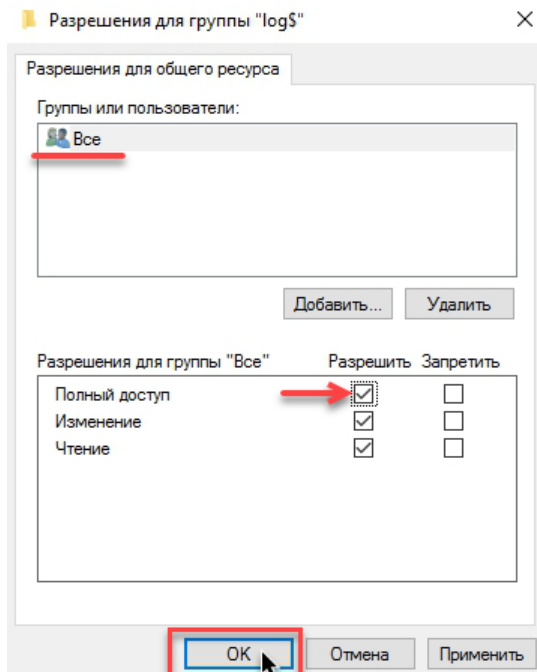 Разрешения для группы "log$"
Разрешения для общего ресурса
Группы или пользователи:
Все
Добавить...
Удалить
Разрешения для группы "Все" Разрешить Запретить
Полный доступ
Изменение
Чтение
OK Отмена Применить